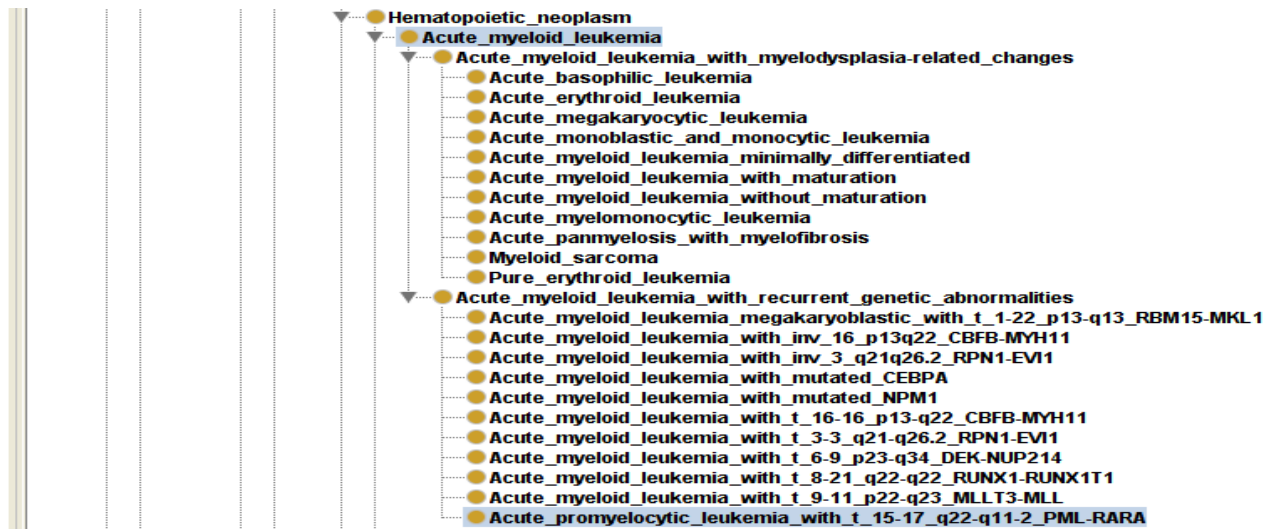 Hematopoietic_neoplasm
Acute_myeloid_leukemia
Acute_myeloid_leukemia_with_myelodysplasia-related_changes
Acute_basophilic_leukemia
Acute_erythroid_leukemia
Acute_megakaryocytic_leukemia
Acute_monoblastic_and_monocytic_leukemia
Acute_myeloid_leukemia_minimally_differentiated
Acute_myeloid_leukemia_with_maturation
Acute_myeloid_leukemia_without_maturation
Acute_myelomonocytic_leukemia
Acute_panmyelosis_with_myelofibrosis
Myeloid_sarcoma
Pure_erythroid_leukemia
Acute_myeloid_leukemia_with_recurrent_genetic_abnormalities
Acute_myeloid_leukemia_megakaryoblastic_with_t_1-22_p13-q13_RBM15-MKL1
Acute_myeloid_leukemia_with_inv_16_p13q22_CBFB-MYH11
Acute_myeloid_leukemia_with_inv_3_q21q26.2_RPN1-EVI1
Acute_myeloid_leukemia_with_mutated_CEBPA
Acute_myeloid_leukemia_with_mutated_NPM1
Acute_myeloid_leukemia_with_t_16-16_p13-q22_CBFB-MYH11
Acute_myeloid_leukemia_with_t_3-3_q21-q26.2_RPN1-EVI1
Acute_myeloid_leukemia_with_t_6-9_p23-q34_DEK-NUP214
Acute_myeloid_leukemia_with_t_8-21_q22-q22_RUNX1-RUNX1T1
Acute_myeloid_leukemia_with_t_9-11_p22-q23_MLLT3-MLL
Acute_promyelocytic_leukemia_with_t_15-17_q22-q11-2_PML-RARA